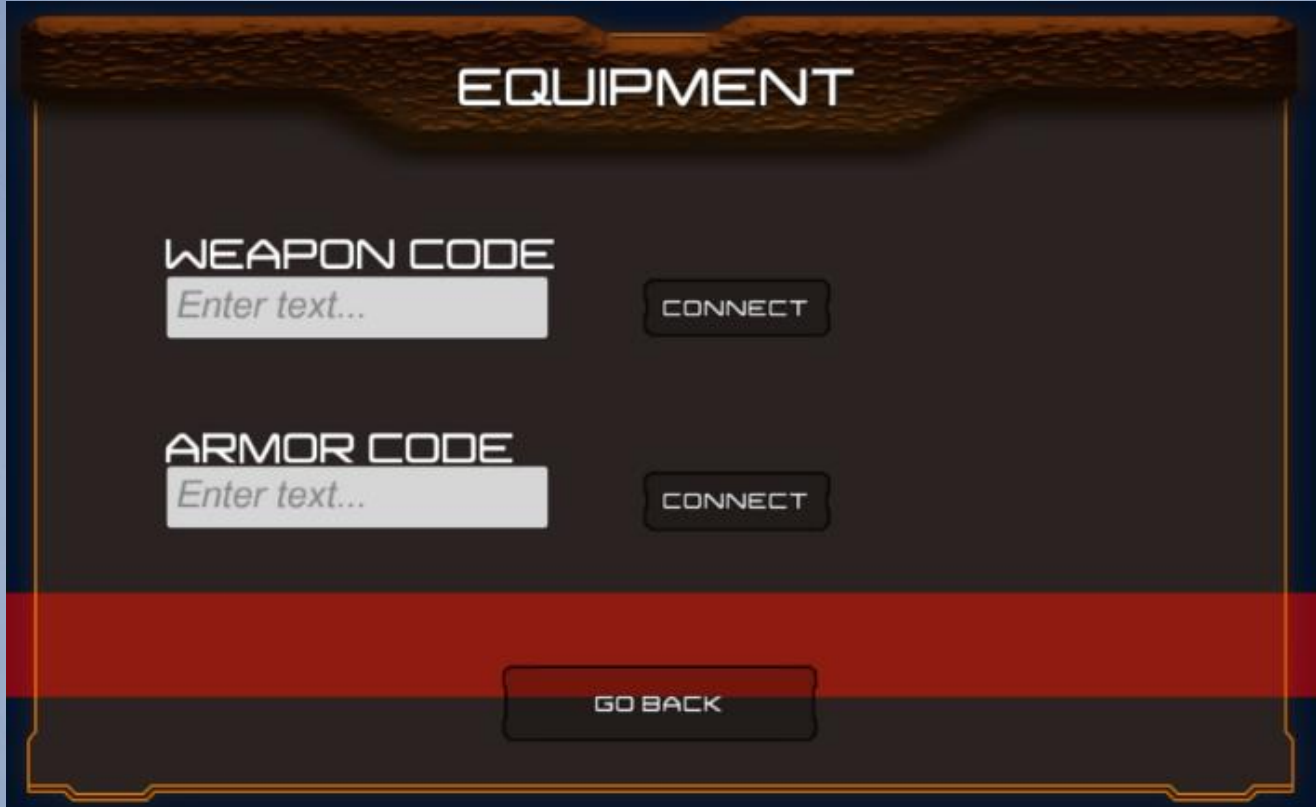 EQUIPMENT
WEAPON CODE
Enter text...
CONNECT
ARMOR CODE
Enter text...
CONNECT
GO BACK